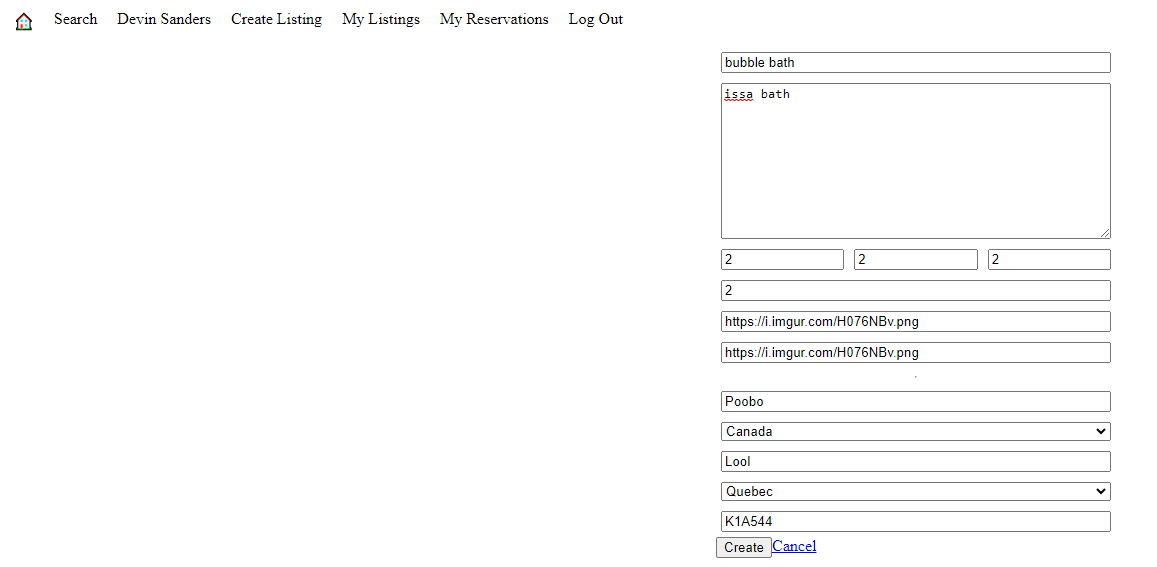 Search Devin Sanders Create Listing My Listings My Reservations Log Out
bubble bath
issa bath
2 2 2
2
https://i.imgur.com/H076NBv.png
https://i.imgur.com/H076NBv.png
Poobo
Canada
Lool
Quebec
K1A544
Create Cancel